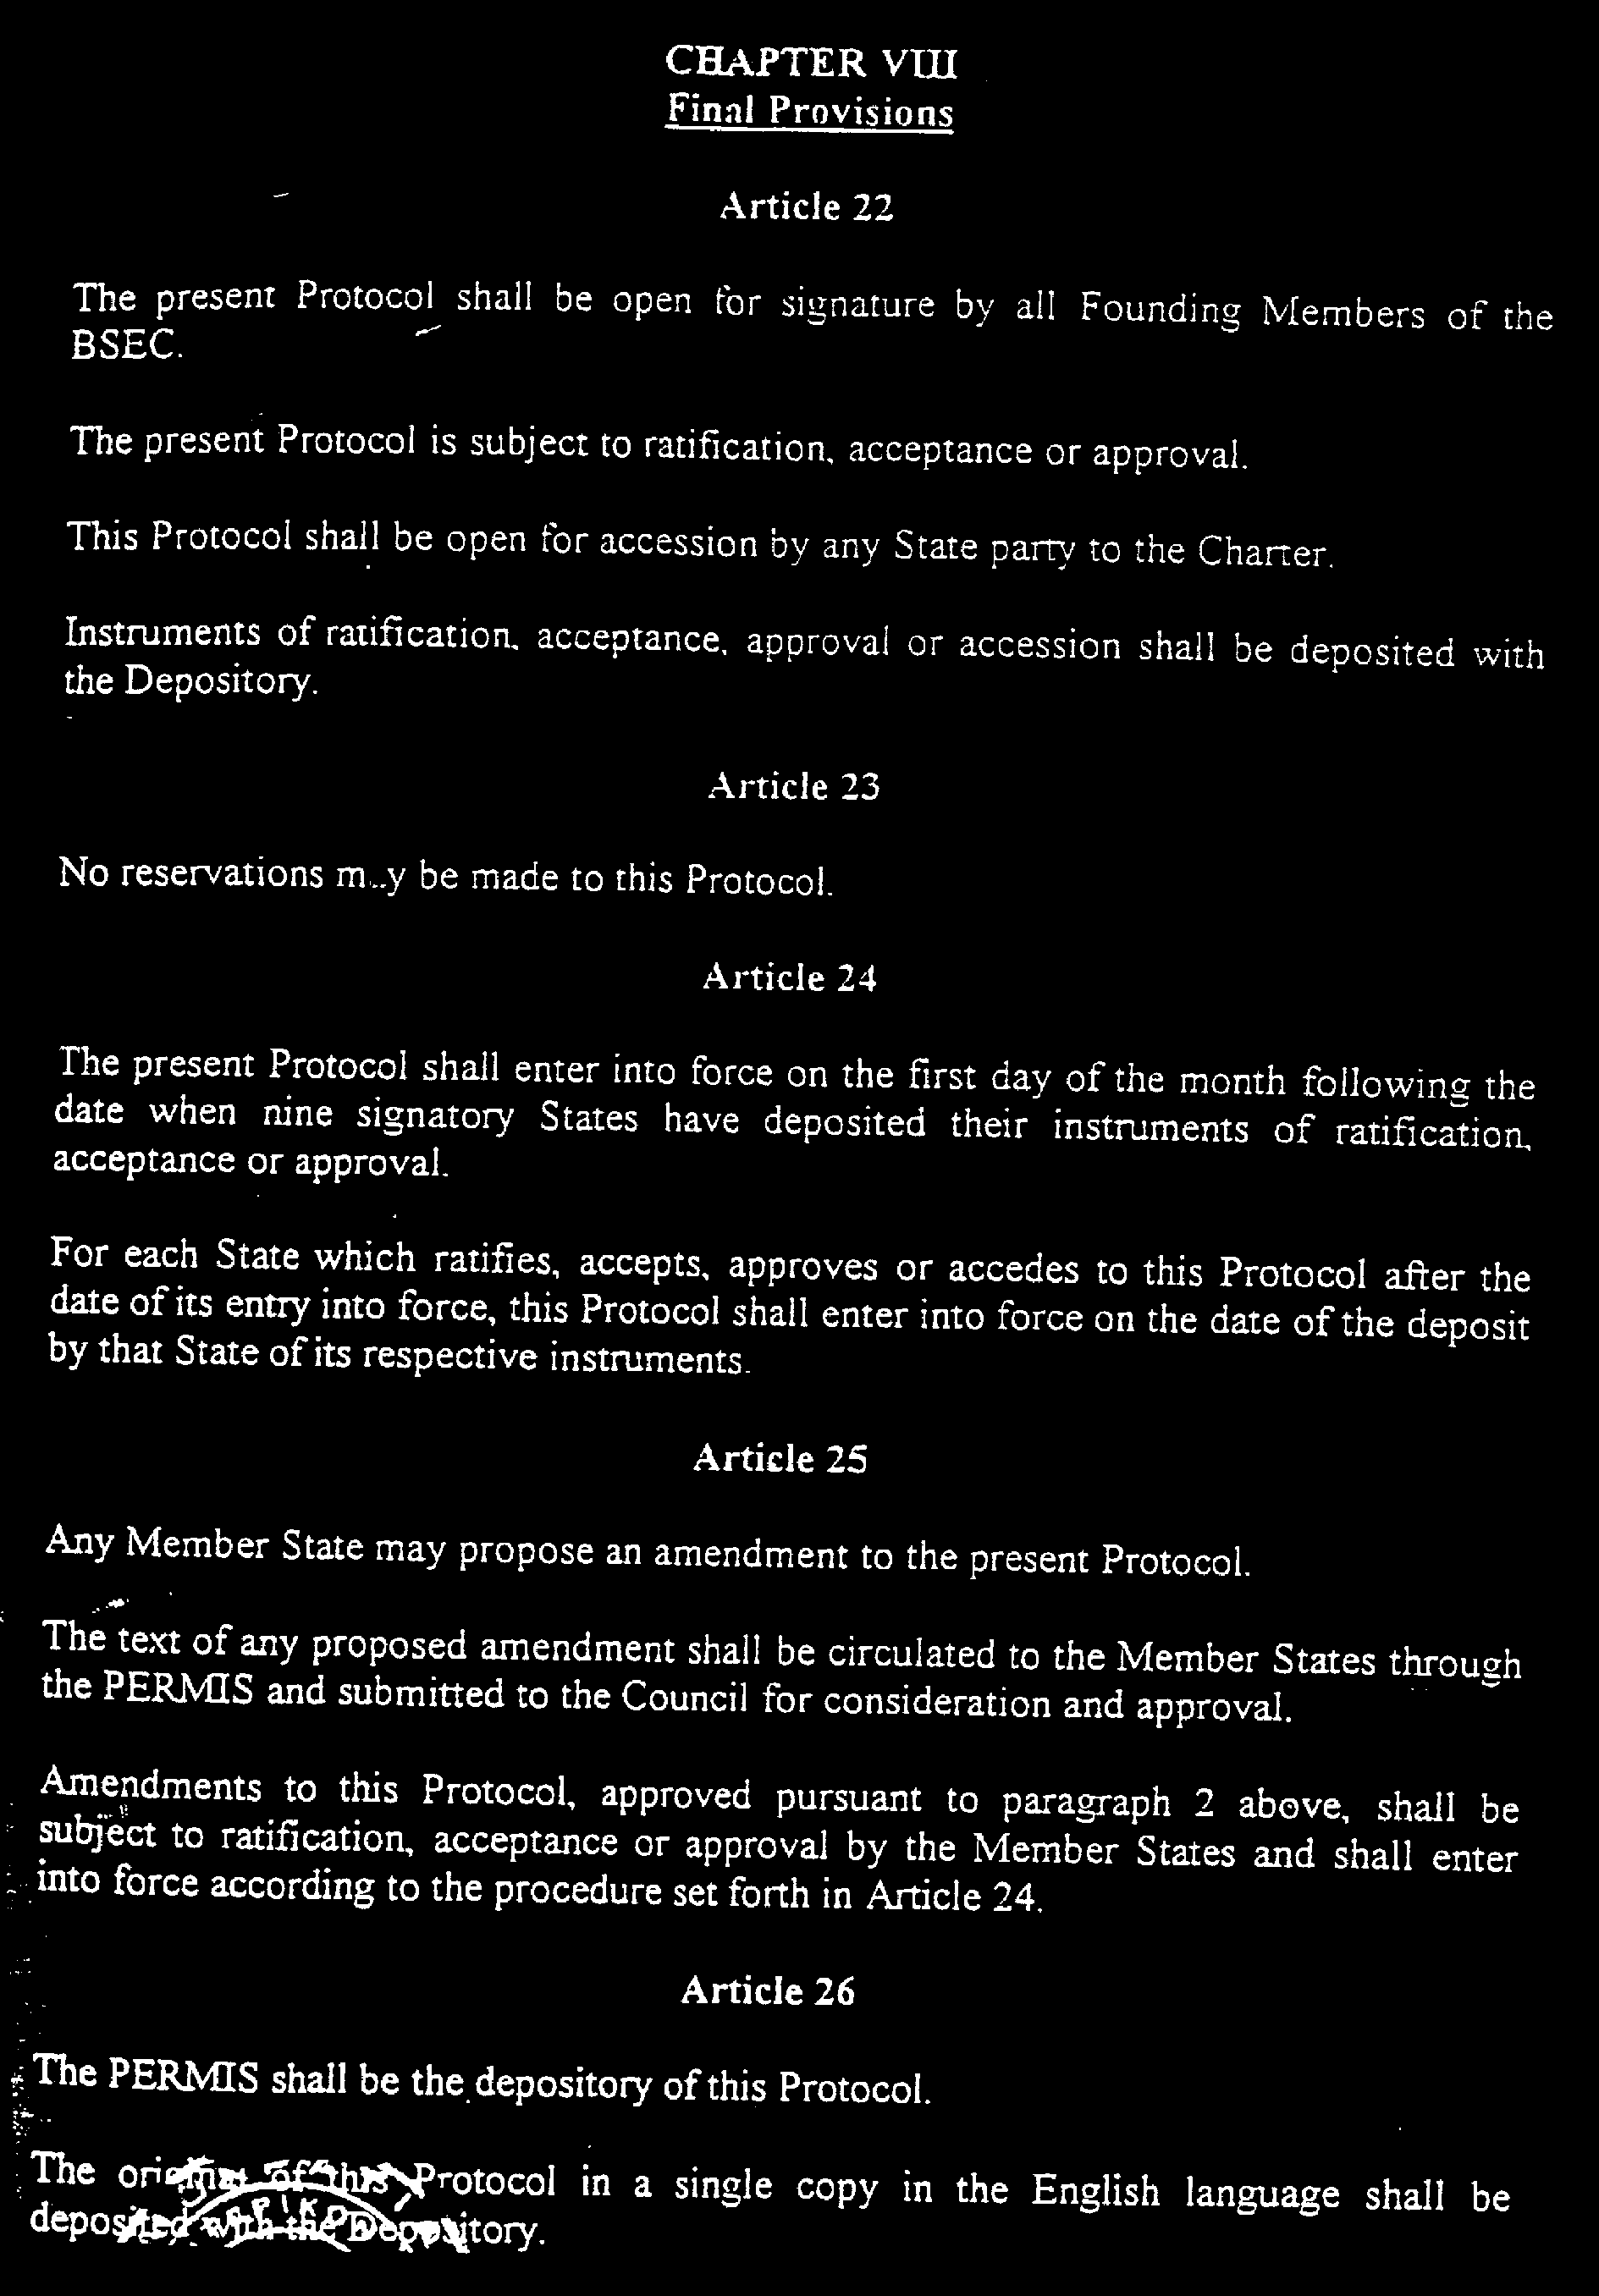 CHAPTER VIII
Final Provisions
Article 22
The present Protocol shall be open for signature by all Founding Members of the
BSEC.
The present Protocol is subject to ratification, acceptance or approval.
This Protocol shall be open for accession by any State party to the Charter.
Instruments of ratification, acceptance, approval or accession shall be deposited with
the Depository.
Article 23
No reservations may be made to this Protocol.
Article 24
The present Protocol shall enter into force on the first day of the month following the
date when nine signatory States have deposited their instruments of ratification,
acceptance or approval.
For each State which ratifies, accepts, approves or accedes to this Protocol after the
date of its entry into force, this Protocol shall enter into force on the date of the deposit
by that State of its respective instruments.
Article 25
Any Member State may propose an amendment to the present Protocol.
The text of any proposed amendment shall be circulated to the Member States through
the PERMIS and submitted to the Council for consideration and approval.
Amendments to this Protocol, approved pursuant to paragraph 2 above, shall be
subject to ratification, acceptance or approval by the Member States and shall enter
into force according to the procedure set forth in Article 24.
Article 26
The PERMIS shall be the depository of this Protocol.
The original of this Protocol in a single copy in the English language shall be
deposited with the Depository.